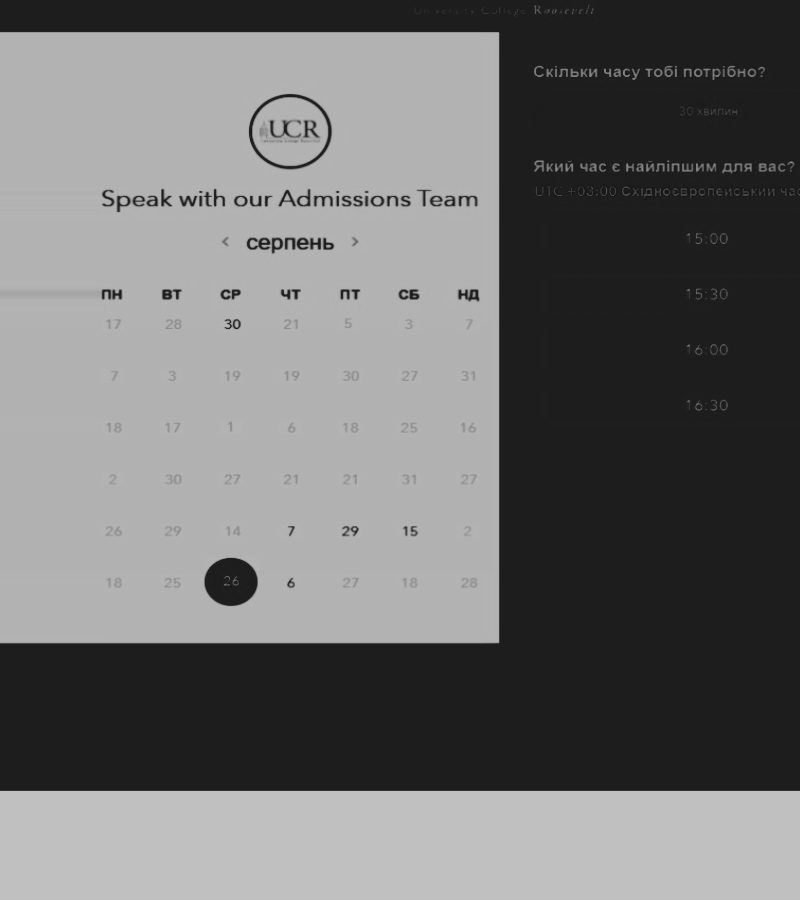 University College Roosevelt
UCR
Speak with our Admissions Team
< серпень >
ПН ВТ СР ЧТ ПТ СБ НД
17 28 30 21 5 3 7
7 3 19 19 30 27 31
18 17 1 6 18 25 16
2 30 27 21 21 31 27
26 29 14 7 29 15 2
18 25 26 6 27 18 28
Скільки часу тобі потрібно?
30 хвилин
Який час є найліпшим для вас?
UTC +03:00 Східноєвропейський час
15:00
15:30
16:00
16:30